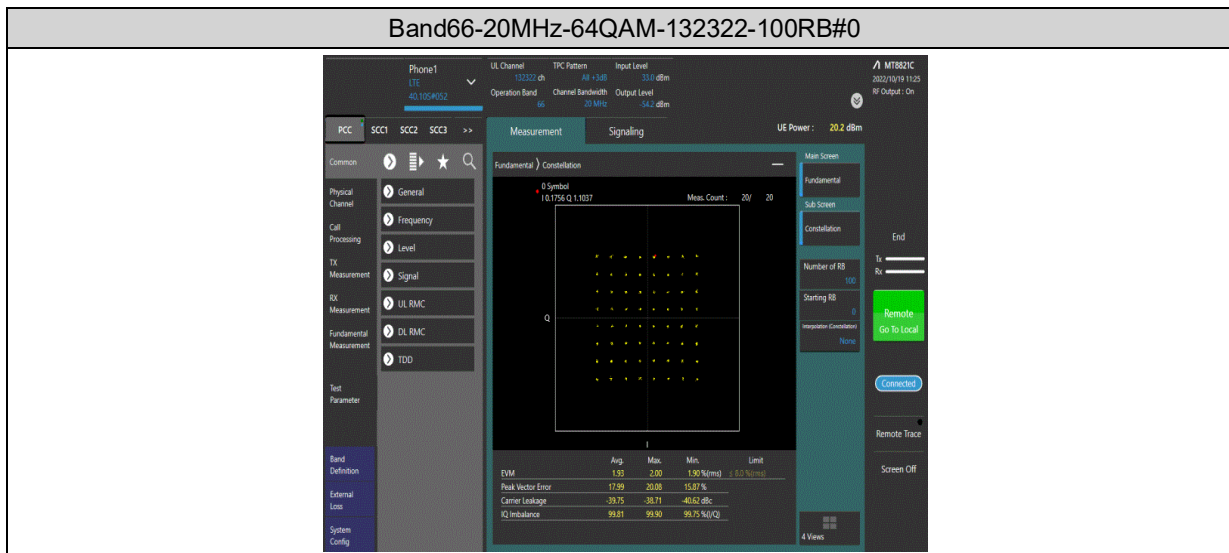 Band66-20MHz-64QAM-132322-100RB#0
Phone1
LTE
40.10S#052
UL Channel TPC Pattern Input Level
132322 ch All +3dB 33.0 dBm
Operation Band Channel Bandwidth Output Level
66 20 MHz -54.2 dBm
MT8821C
2022/10/19 11:25
RF Output : On
PCC SCC1 SCC2 SCC3 >>
Measurement Signaling
UE Power : 20.2 dBm
Common
Physical
Channel
Call
Processing
TX
Measurement
RX
Measurement
Fundamental
Measurement
Test
Parameter
Band
Definition
External
Loss
System
Config
General
Frequency
Level
Signal
UL RMC
DL RMC
TDD
Fundamental Constellation
0 Symbol
I 0.1756 Q 1.1037
Meas. Count : 20/ 20
Q
I
Avg. Max. Min. Limit
EVM 1.93 2.00 1.90 %(rms) ≤ 8.0 %(rms)
Peak Vector Error 17.99 20.08 15.87 %
Carrier Leakage -39.75 -38.71 -40.62 dBc
IQ Imbalance 99.81 99.90 99.75 %(I/Q)
Main Screen
Fundamental
Sub Screen
Constellation
Number of RB
100
Starting RB
0
Interpolation (Constellation)
None
4 Views
End
Tx
Rx
Remote
Go To Local
Connected
Remote Trace
Screen Off